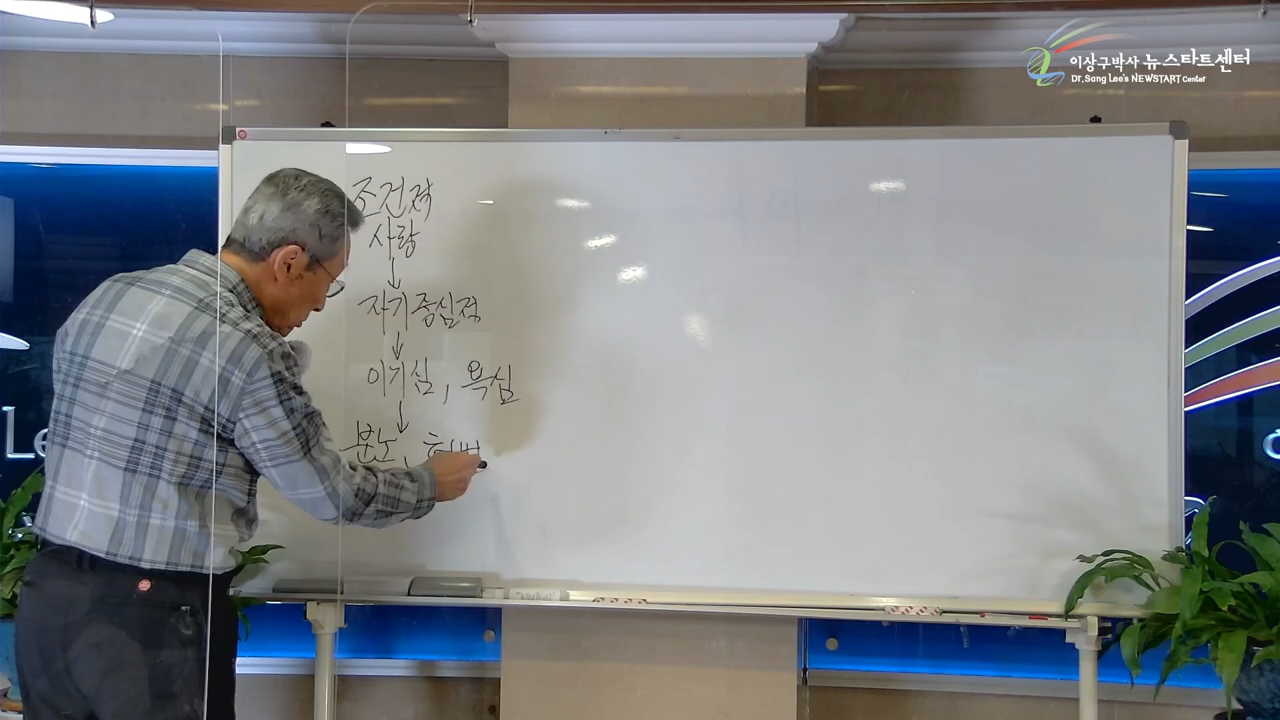 이상구박사 뉴스타트센터
Dr. Sang Lee's NEWSTART Center
조건적
사랑
↓
자기중심적
↓
이기심, 욕심
↓
분노,
Le